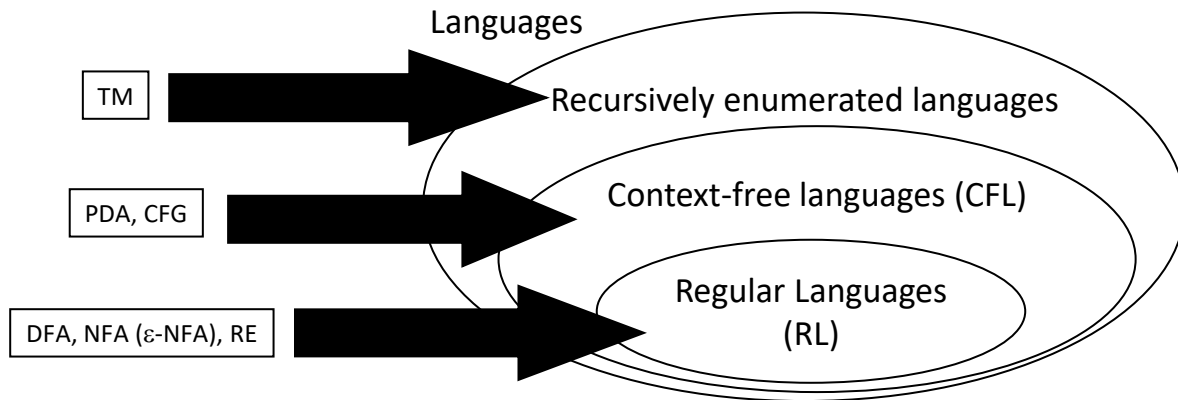 Languages
TM
Recursively enumerated languages
PDA, CFG
Context-free languages (CFL)
DFA, NFA (ε-NFA), RE
Regular Languages
(RL)